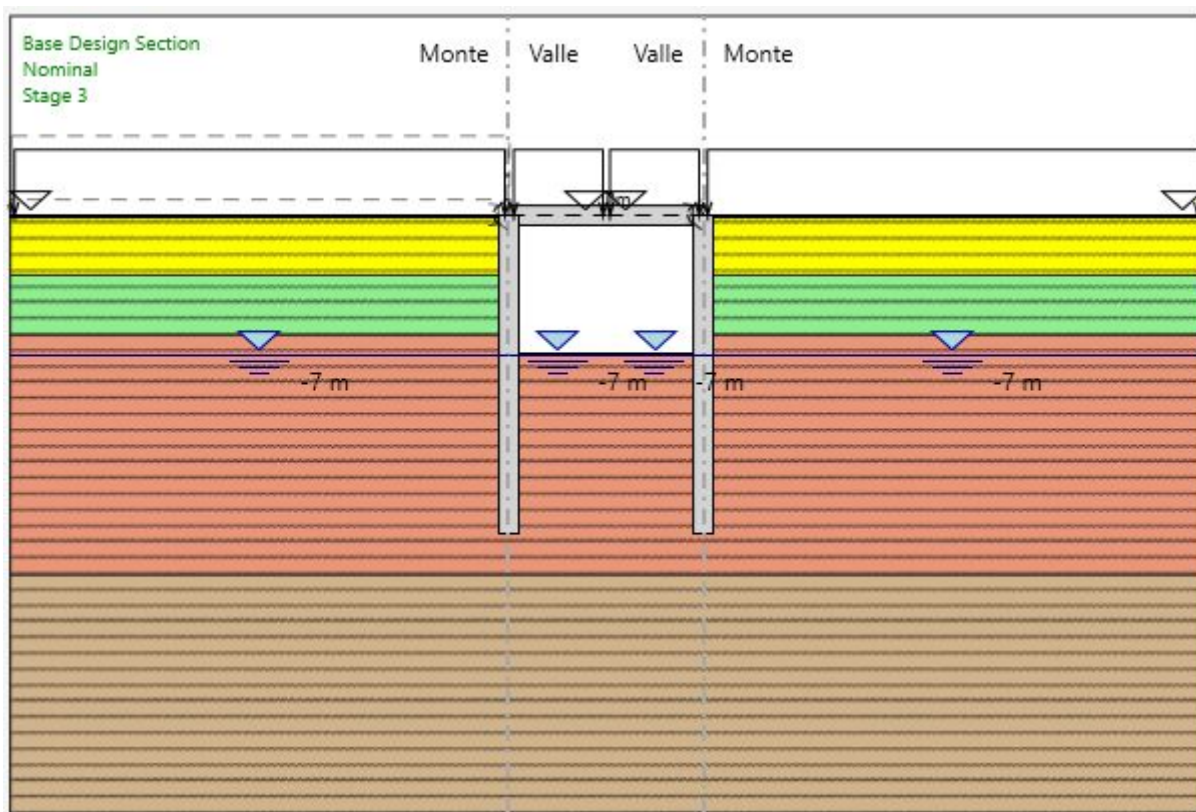 Base Design Section
Nominal
Stage 3
Monte
Valle
Valle
Monte
-7 m
-7 m
-7 m
-7 m